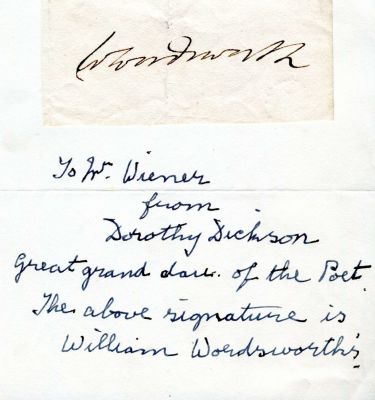 Wordsworth
To Mr. Wiener
from
Dorothy Dickson
Great grand dau. of the Poet.
The above signature is
William Wordsworth's.